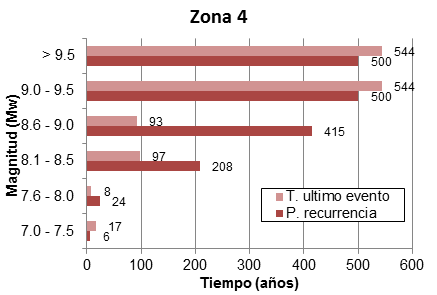 Zona 4
Magnitud (Mw)
> 9.5
544
500
9.0 - 9.5
544
500
8.6 - 9.0
93
415
8.1 - 8.5
97
208
7.6 - 8.0
8
24
7.0 - 7.5
17
6
T. ultimo evento
P. recurrencia
0 100 200 300 400 500 600
Tiempo (años)